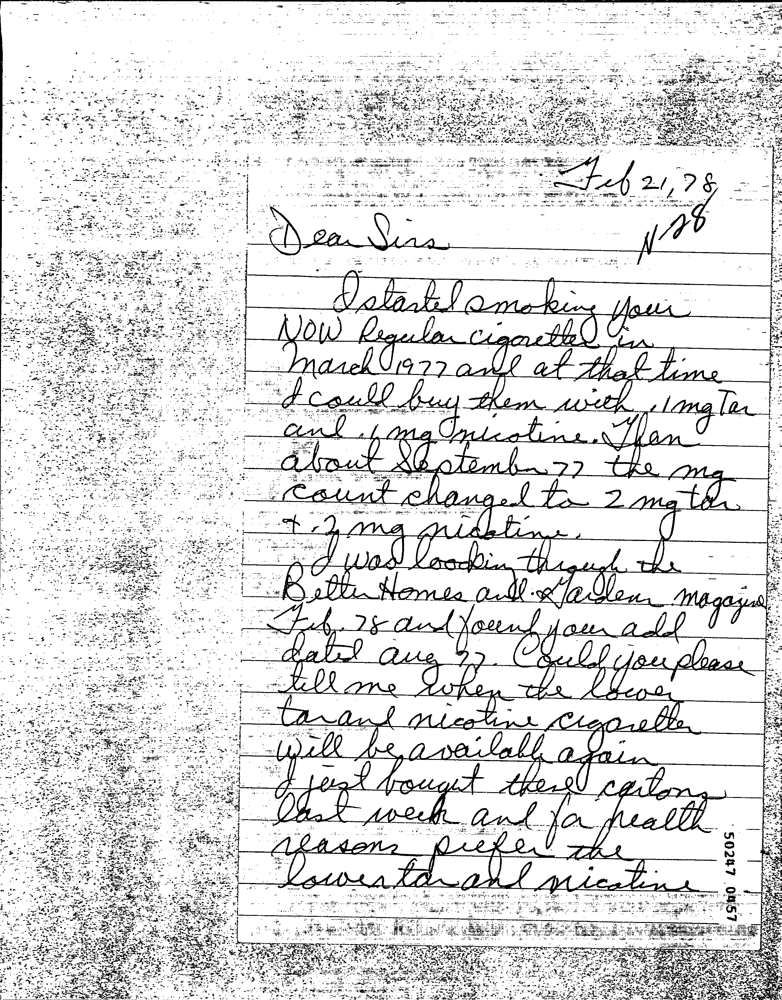 Feb 21, 78
N 28
Dear Sirs
I started smoking your
NOW Regular cigarettes in
March 1977 and at that time
I could buy them with .1 mg Tar
and .1 mg nicotine. Then
about September 77 the mg
count changed to 2 mg tar
+ .2 mg nicotine.
I was lookin through the
Better Homes and Gardens magazine
Feb. 78 and found your add
dated Aug 77. Could you please
tell me when the lower
tar and nicotine cigarettes
will be available again
I just bought these cartons
last week and for health
reasons prefer the
lower tar and nicotine
50247 0457